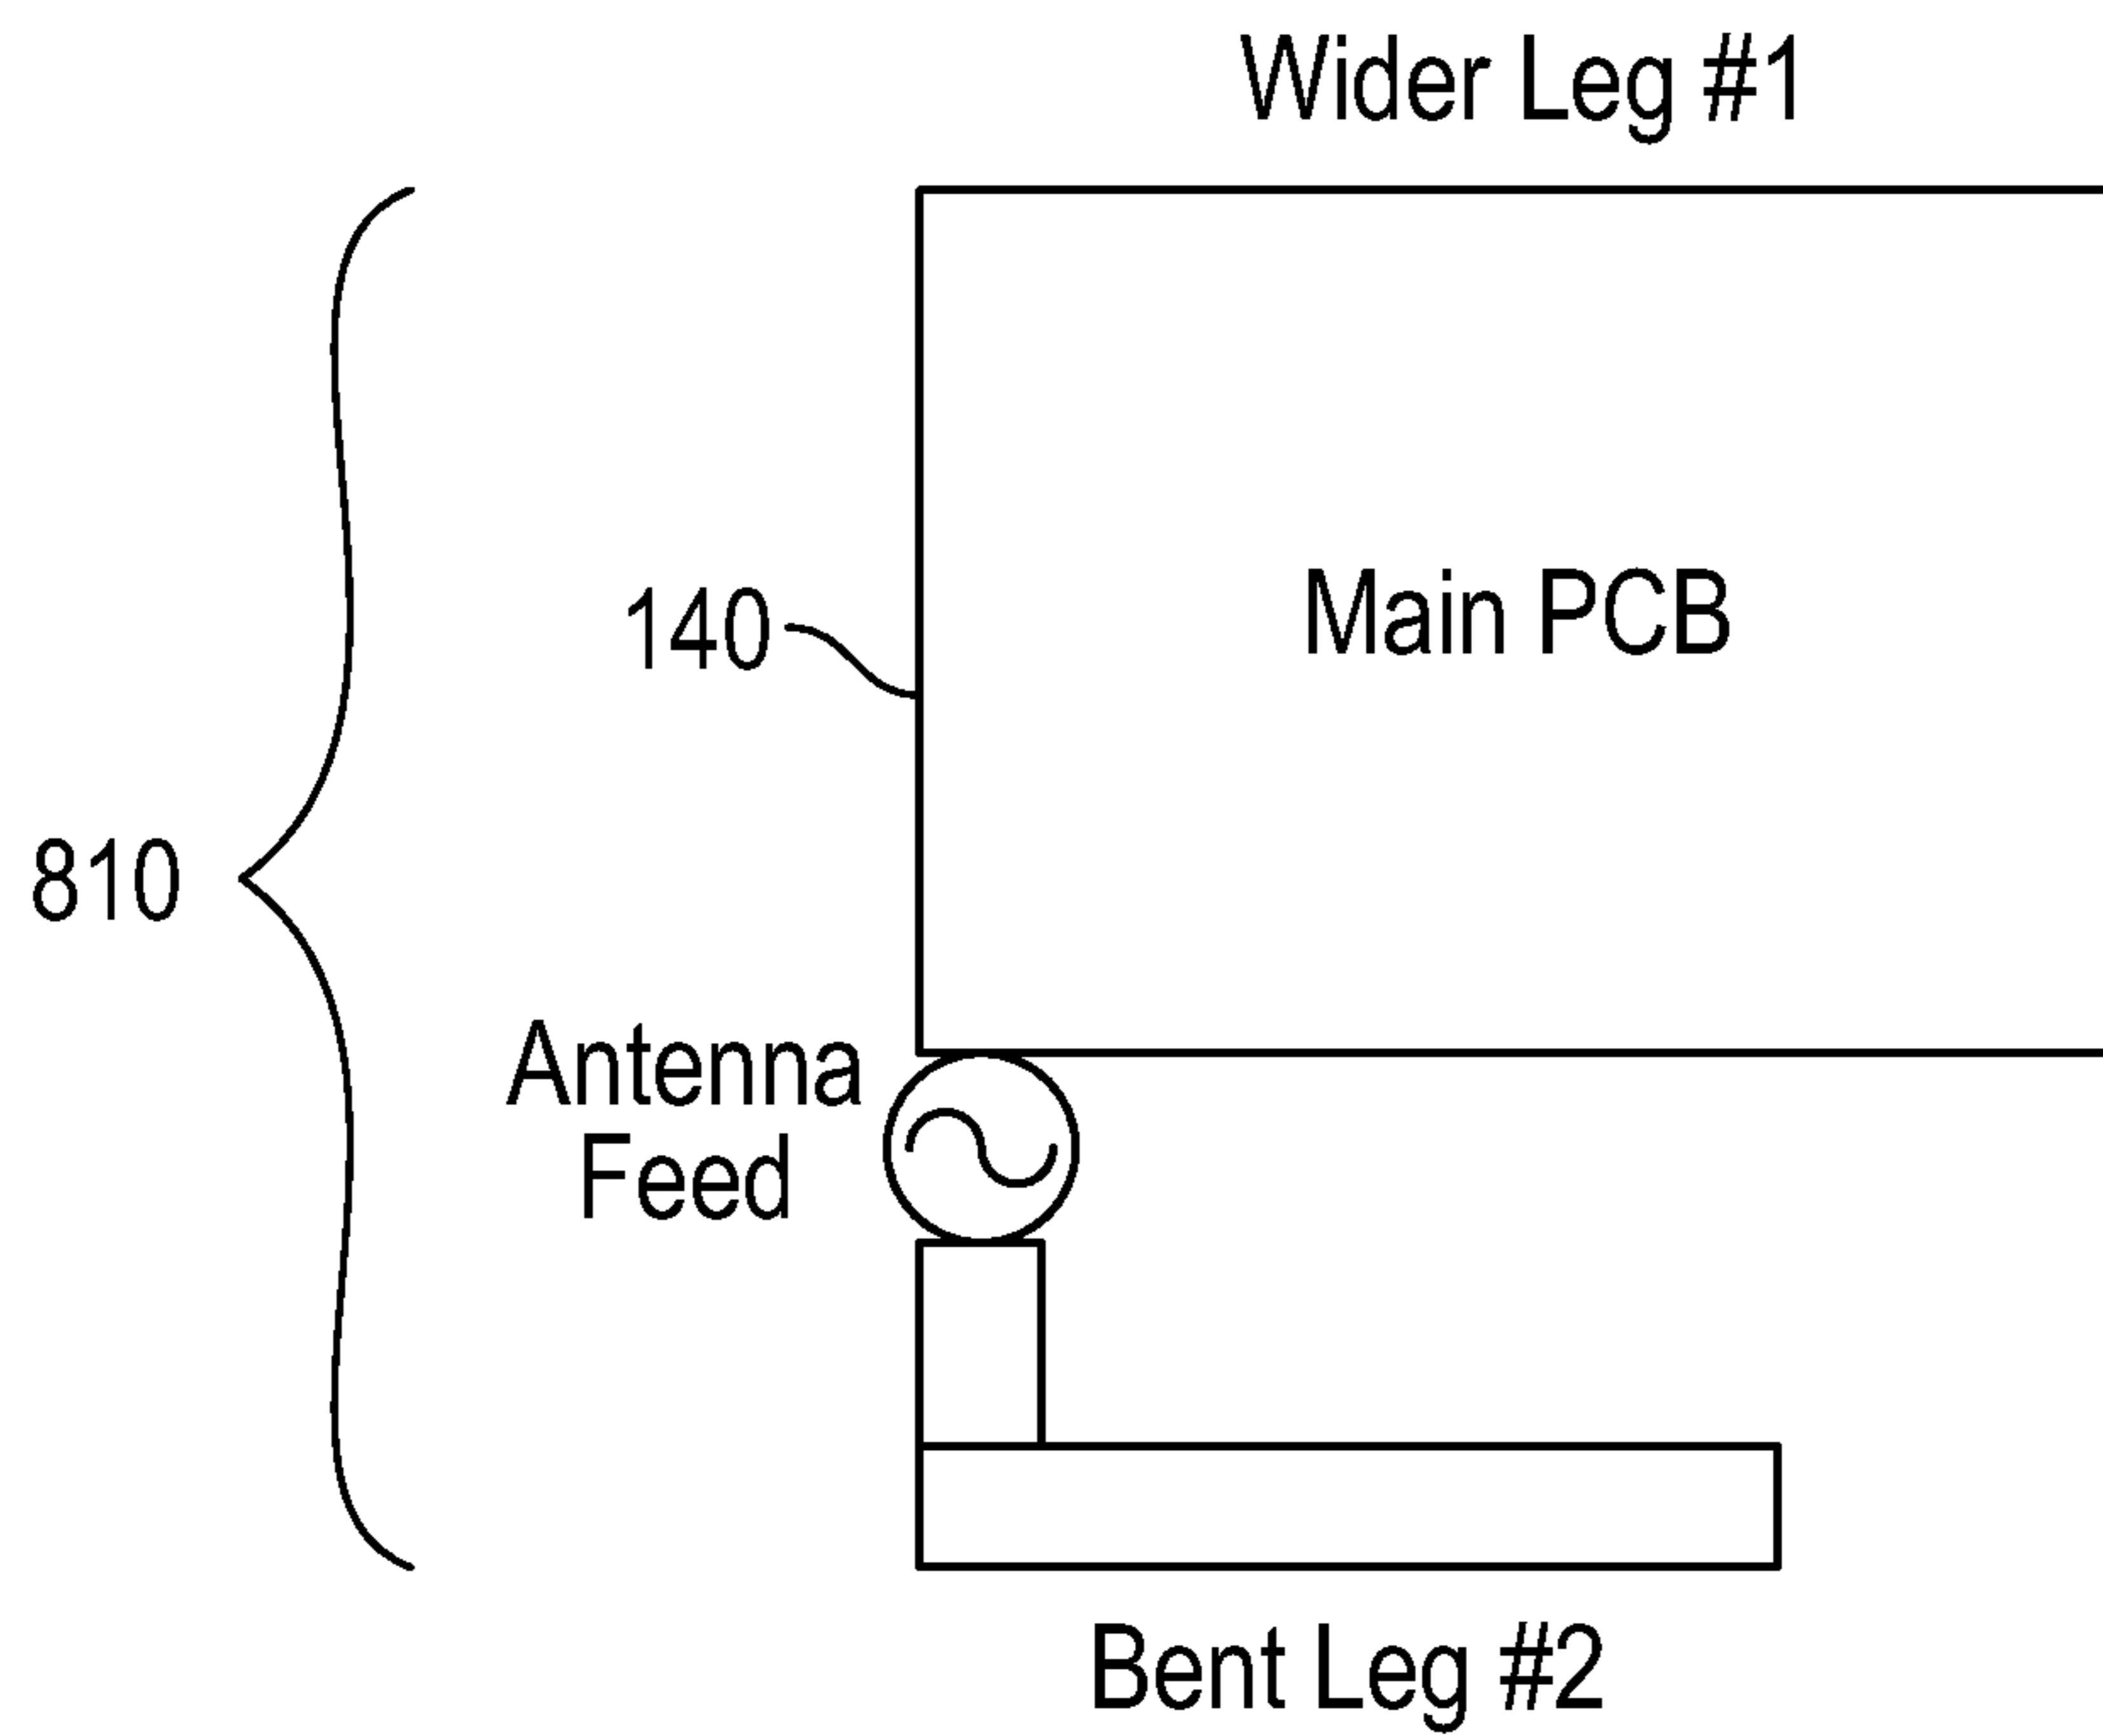 Wider Leg #1
Main PCB
140
810
Antenna
Feed
Bent Leg #2